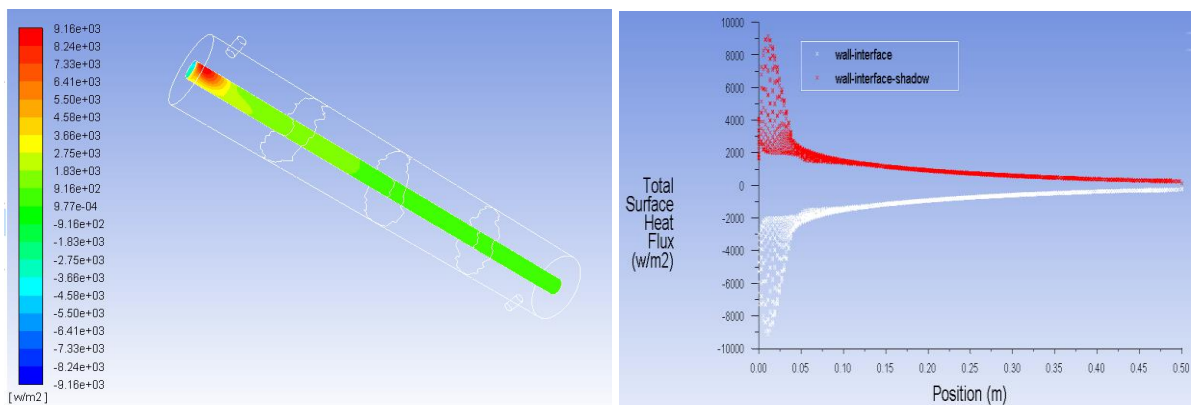 9.16e+03
8.24e+03
7.33e+03
6.41e+03
5.50e+03
4.58e+03
3.66e+03
2.75e+03
1.83e+03
9.16e+02
9.77e-04
-9.16e+02
-1.83e+03
-2.75e+03
-3.66e+03
-4.58e+03
-5.50e+03
-6.41e+03
-7.33e+03
-8.24e+03
-9.16e+03
[ w/m2 ]
wall-interface
wall-interface-shadow
10000
8000
6000
4000
2000
0
-2000
-4000
-6000
-8000
-10000
Total
Surface
Heat
Flux
(w/m2)
0.00 0.05 0.10 0.15 0.20 0.25 0.30 0.35 0.40 0.45 0.50
Position (m)